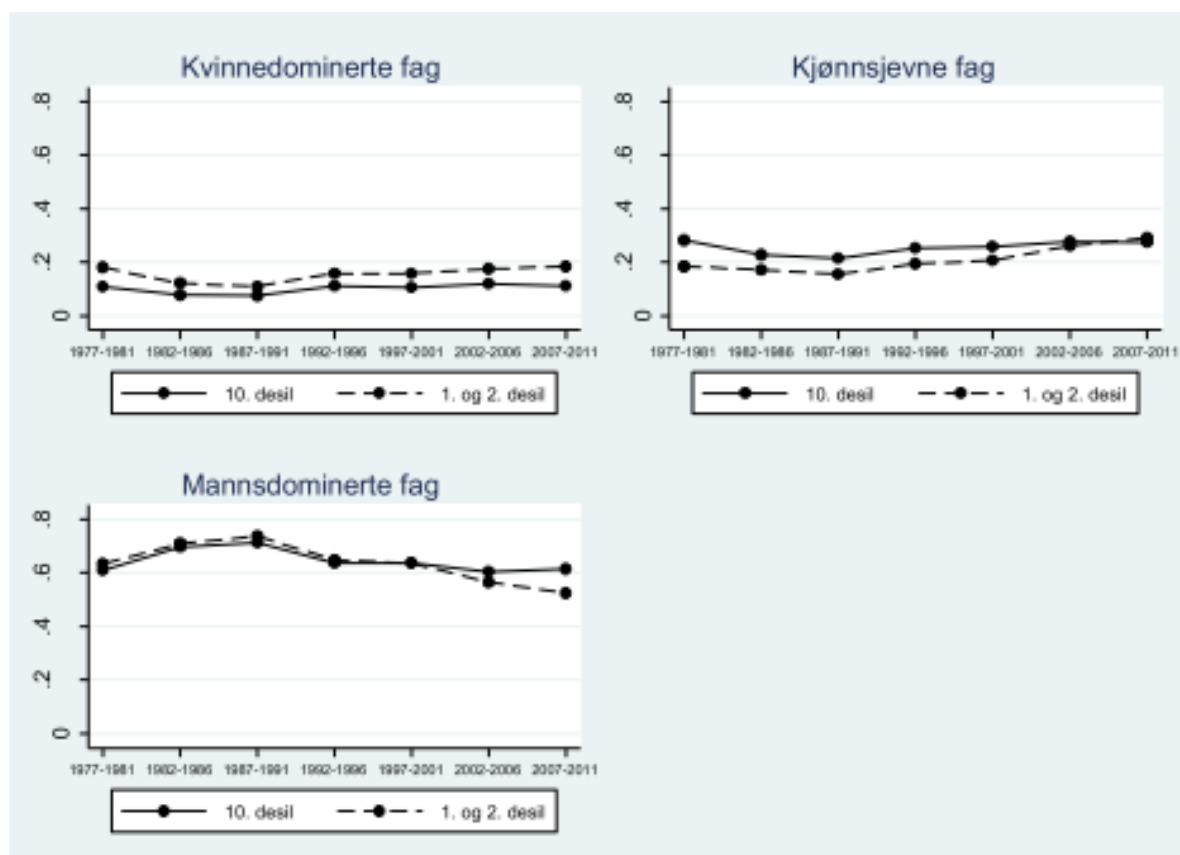 Kvinnedominerte fag
.8
.6
.4
.2
0
1977-1981 1982-1986 1987-1991 1992-1996 1997-2001 2002-2006 2007-2011
10. desil 1. og 2. desil
Kjønnsjevne fag
.8
.6
.4
.2
0
1977-1981 1982-1986 1987-1991 1992-1996 1997-2001 2002-2006 2007-2011
10. desil 1. og 2. desil
Mannsdominerte fag
.8
.6
.4
.2
0
1977-1981 1982-1986 1987-1991 1992-1996 1997-2001 2002-2006 2007-2011
10. desil 1. og 2. desil